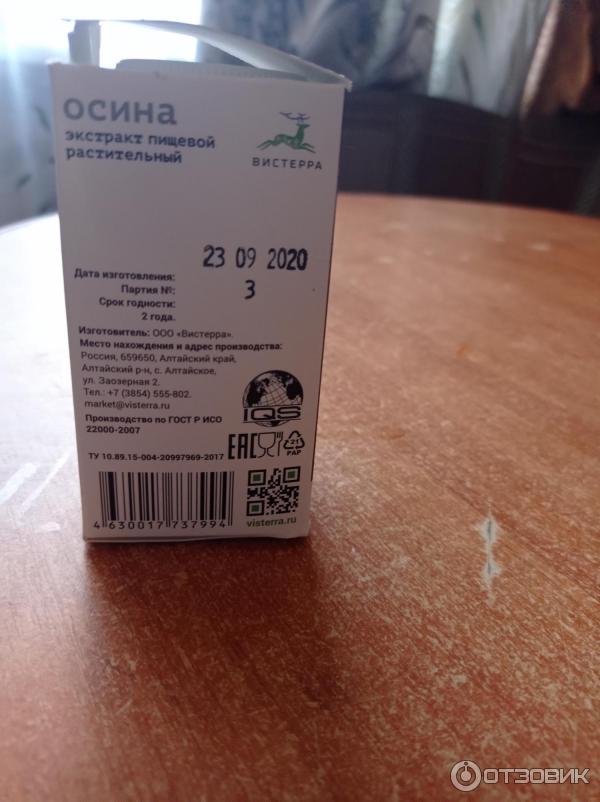 осина
экстракт пищевой
растительный
ВИСТЕРРА
23 09 2020
Дата изготовления:
Партия №: 3
Срок годности:
2 года.
Изготовитель: ООО «Вистерра».
Место нахождения и адрес производства:
Россия, 659650, Алтайский край,
Алтайский р-н, с. Алтайское,
ул. Заозерная 2.
Тел.: +7 (3854) 555-802.
market@visterra.ru
IQS
Производство по ГОСТ Р ИСО
22000-2007
EAC
21
PAP
ТУ 10.89.15-004-20997969-2017
4 630017 737994
visterra.ru
ОТЗОВИК